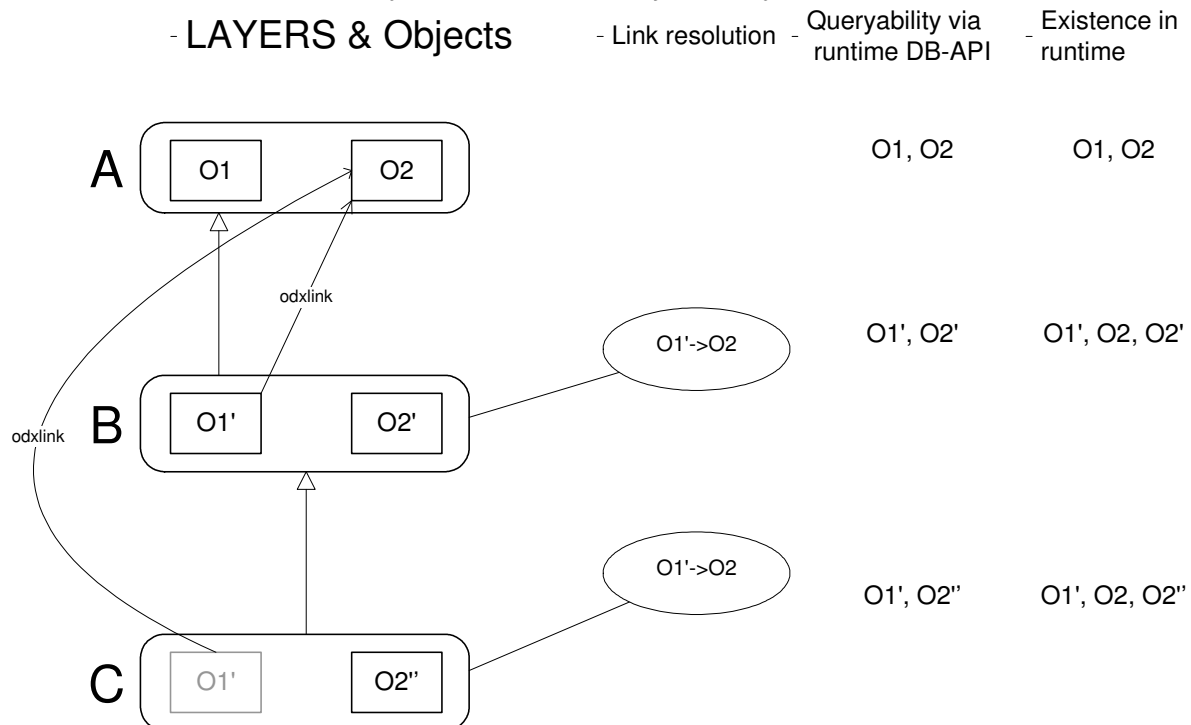 - LAYERS & Objects
- Link resolution
- Queryability via
runtime DB-API
- Existence in
runtime
A
O1
O2
O1, O2
O1, O2
odxlink
O1'->O2
O1', O2'
O1', O2, O2'
B
O1'
O2'
odxlink
O1'->O2
O1', O2''
O1', O2, O2''
C
O1'
O2''